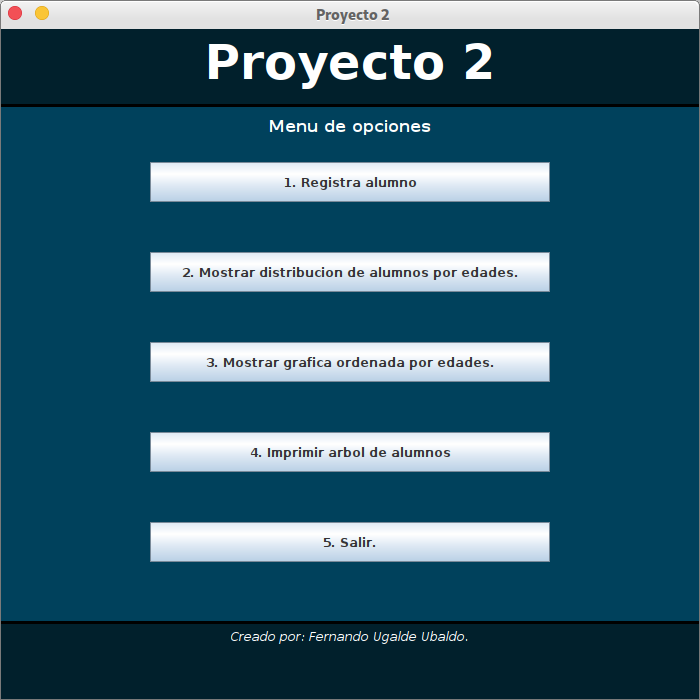 Proyecto 2
Proyecto 2
Menu de opciones
1. Registra alumno
2. Mostrar distribucion de alumnos por edades.
3. Mostrar grafica ordenada por edades.
4. Imprimir arbol de alumnos
5. Salir.
Creado por: Fernando Ugalde Ubaldo.